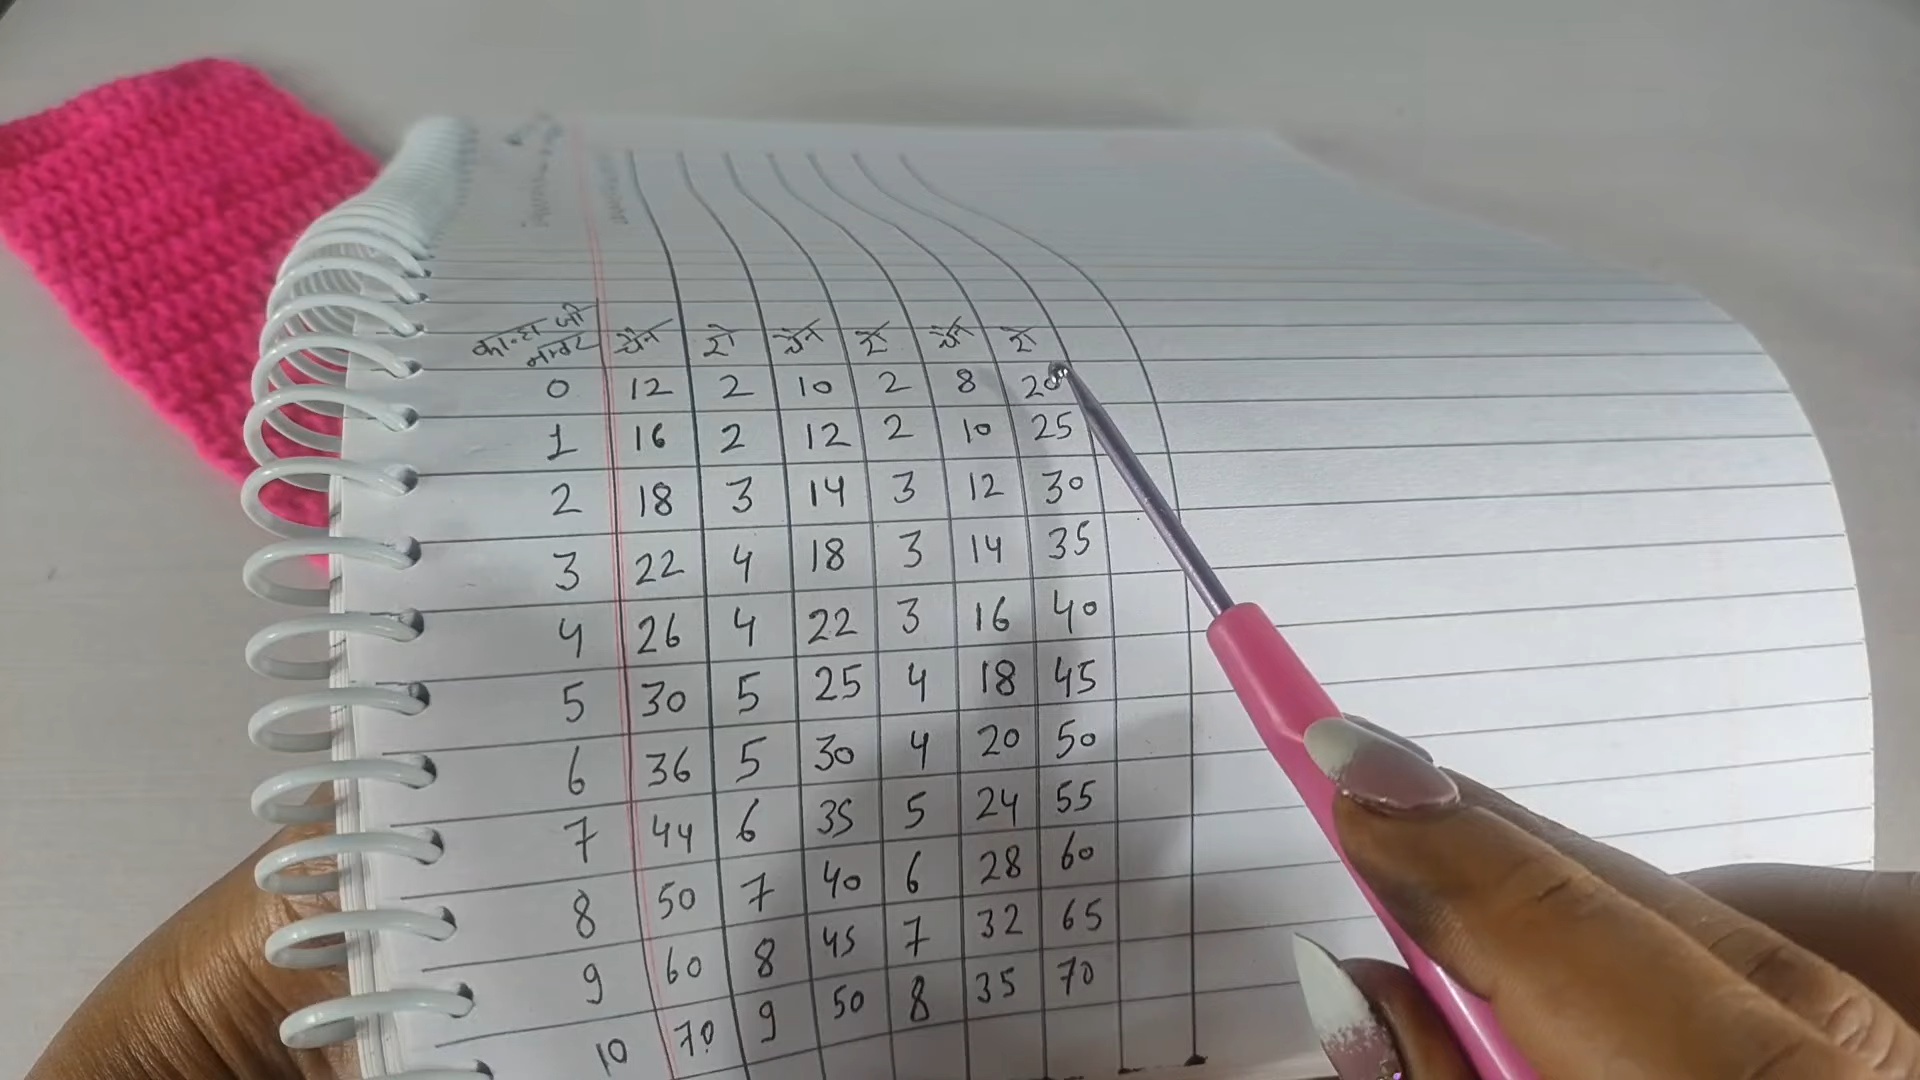 कान्हा जी चैन रो चैन रो चैन रो
नम्बर
0 12 2 10 2 8 20
1 16 2 12 2 10 25
2 18 3 14 3 12 30
3 22 4 18 3 14 35
4 26 4 22 3 16 40
5 30 5 25 4 18 45
6 36 5 30 4 20 50
7 44 6 35 5 24 55
8 50 7 40 6 28 60
9 60 8 45 7 32 65
10 70 9 50 8 35 70